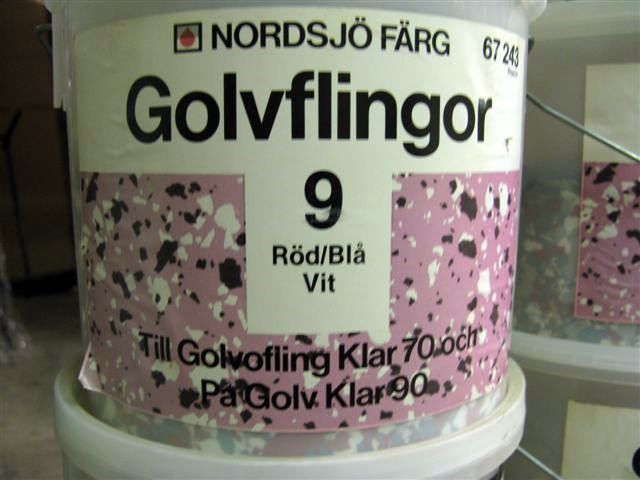 NORDSJÖ FÄRG 67 243
Golvflingor
9
Röd/Blå
Vit
Till Golvofling Klar 70 och
På Golv Klar 90